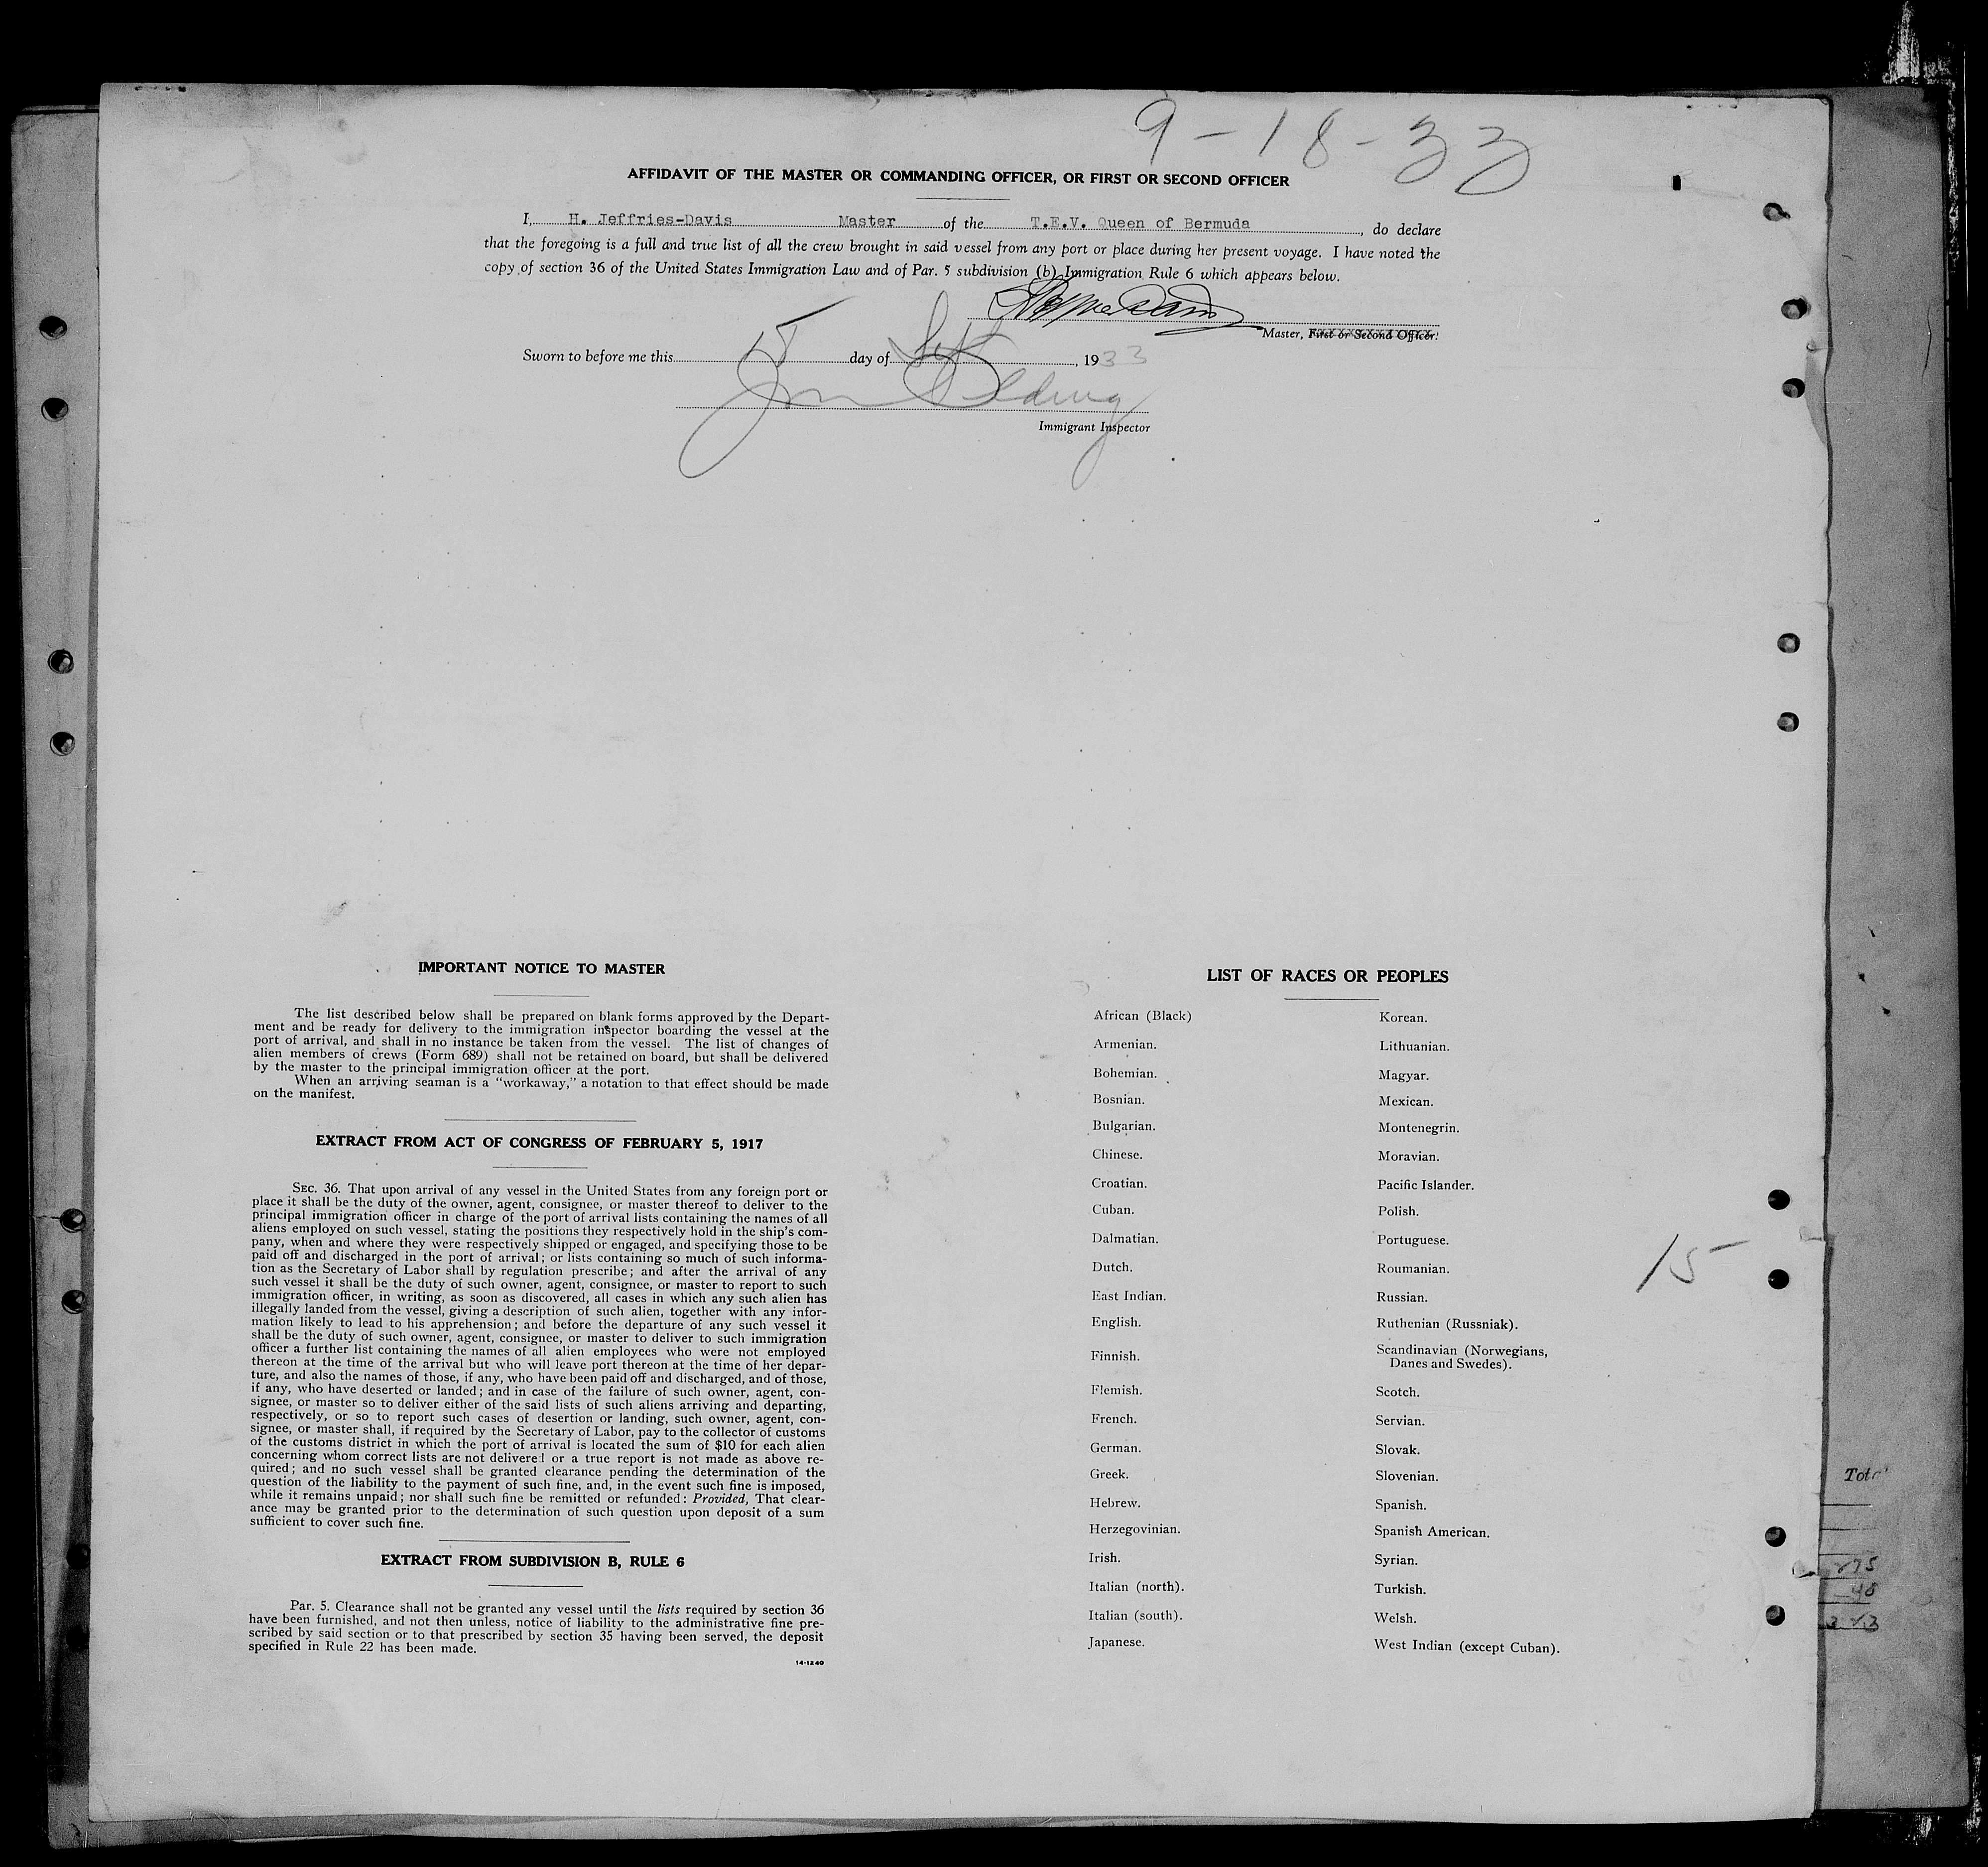 9-18-33
AFFIDAVIT OF THE MASTER OR COMMANDING OFFICER, OR FIRST OR SECOND OFFICER
I, H. Jeffries-Davis Master of the T.E.V. Queen of Bermuda, do declare
that the foregoing is a full and true list of all the crew brought in said vessel from any port or place during her present voyage. I have noted the
copy of section 36 of the United States Immigration Law and of Par. 5 subdivision (b) Immigration Rule 6 which appears below.
Master, First or Second Officer.
Sworn to before me this day of Sept, 1933
Immigrant Inspector
IMPORTANT NOTICE TO MASTER
The list described below shall be prepared on blank forms approved by the Depart-
ment and be ready for delivery to the immigration inspector boarding the vessel at the
port of arrival, and shall in no instance be taken from the vessel. The list of changes of
alien members of crews (Form 689) shall not be retained on board, but shall be delivered
by the master to the principal immigration officer at the port.
When an arriving seaman is a "workaway," a notation to that effect should be made
on the manifest.
EXTRACT FROM ACT OF CONGRESS OF FEBRUARY 5, 1917
SEC. 36. That upon arrival of any vessel in the United States from any foreign port or
place it shall be the duty of the owner, agent, consignee, or master thereof to deliver to the
principal immigration officer in charge of the port of arrival lists containing the names of all
aliens employed on such vessel, stating the positions they respectively hold in the ship's com-
pany, when and where they were respectively shipped or engaged, and specifying those to be
paid off and discharged in the port of arrival; or lists containing so much of such informa-
tion as the Secretary of Labor shall by regulation prescribe; and after the arrival of any
such vessel it shall be the duty of such owner, agent, consignee, or master to report to such
immigration officer, in writing, as soon as discovered, all cases in which any such alien has
illegally landed from the vessel, giving a description of such alien, together with any infor-
mation likely to lead to his apprehension; and before the departure of any such vessel it
shall be the duty of such owner, agent, consignee, or master to deliver to such immigration
officer a further list containing the names of all alien employees who were not employed
thereon at the time of the arrival but who will leave port thereon at the time of her depar-
ture, and also the names of those, if any, who have been paid off and discharged, and of those,
if any, who have deserted or landed; and in case of the failure of such owner, agent, con-
signee, or master so to deliver either of the said lists of such aliens arriving and departing,
respectively, or so to report such cases of desertion or landing, such owner, agent, con-
signee, or master shall, if required by the Secretary of Labor, pay to the collector of customs
of the customs district in which the port of arrival is located the sum of $10 for each alien
concerning whom correct lists are not delivered or a true report is not made as above re-
quired; and no such vessel shall be granted clearance pending the determination of the
question of the liability to the payment of such fine, and, in the event such fine is imposed,
while it remains unpaid; nor shall such fine be remitted or refunded: Provided, That clear-
ance may be granted prior to the determination of such question upon deposit of a sum
sufficient to cover such fine.
EXTRACT FROM SUBDIVISION B, RULE 6
Par. 5. Clearance shall not be granted any vessel until the lists required by section 36
have been furnished, and not then unless, notice of liability to the administrative fine pre-
scribed by said section or to that prescribed by section 35 having been served, the deposit
specified in Rule 22 has been made.
14-1240
LIST OF RACES OR PEOPLES
African (Black)
Armenian.
Bohemian.
Bosnian.
Bulgarian.
Chinese.
Croatian.
Cuban.
Dalmatian.
Dutch.
East Indian.
English.
Finnish.
Flemish.
French.
German.
Greek.
Hebrew.
Herzegovinian.
Irish.
Italian (north).
Italian (south).
Japanese.
Korean.
Lithuanian.
Magyar.
Mexican.
Montenegrin.
Moravian.
Pacific Islander.
Polish.
Portuguese.
Roumanian.
Russian.
Ruthenian (Russniak).
Scandinavian (Norwegians,
Danes and Swedes).
Scotch.
Servian.
Slovak.
Slovenian.
Spanish.
Spanish American.
Syrian.
Turkish.
Welsh.
West Indian (except Cuban).
15